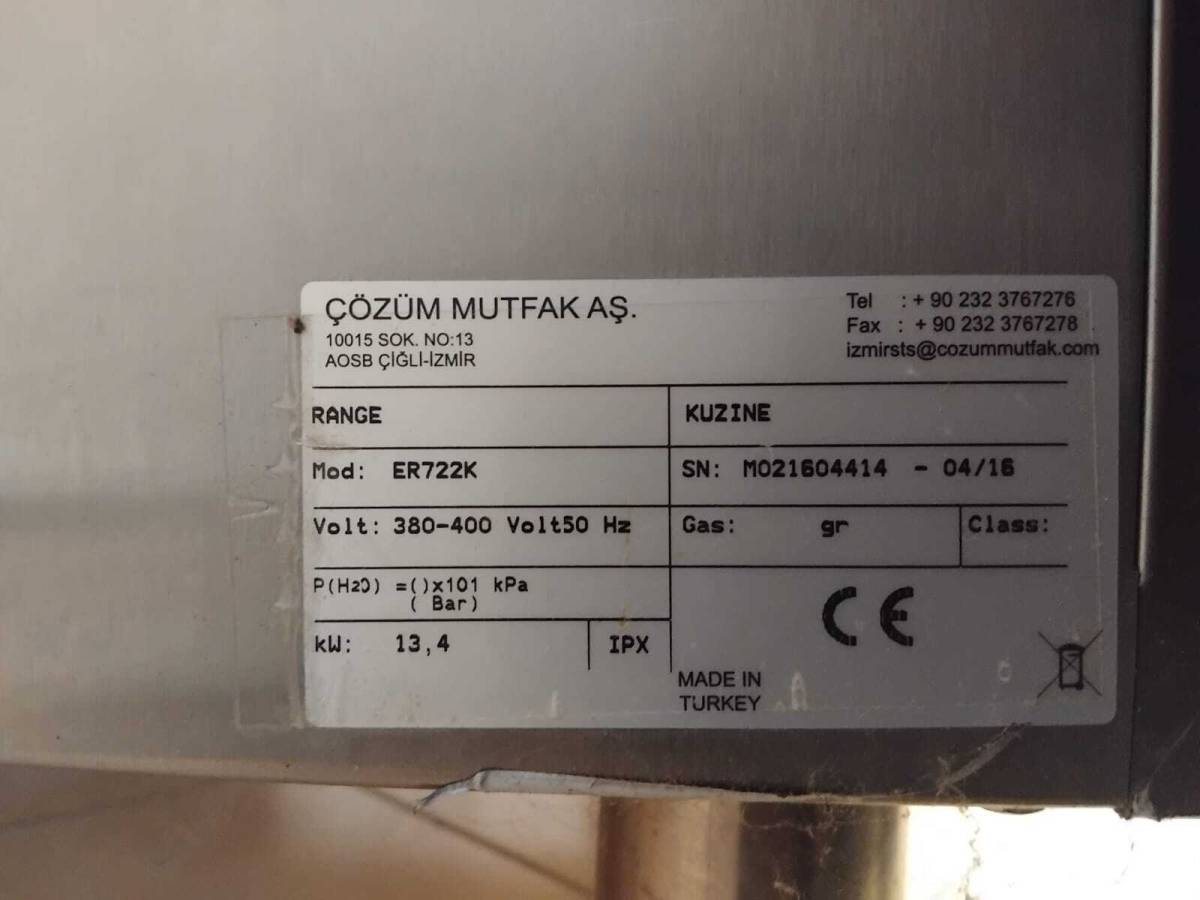 ÇÖZÜM MUTFAK AŞ.
10015 SOK. NO:13
AOSB ÇİĞLİ-İZMİR
Tel : + 90 232 3767276
Fax : + 90 232 3767278
izmirsts@cozummutfak.com
RANGE
KUZINE
Mod: ER722K
SN: M021604414 - 04/16
Volt: 380-400 Volt50 Hz
Gas: gr
Class:
P(H2O) =()x101 kPa
( Bar)
kW: 13,4
IPX
CE
MADE IN
TURKEY